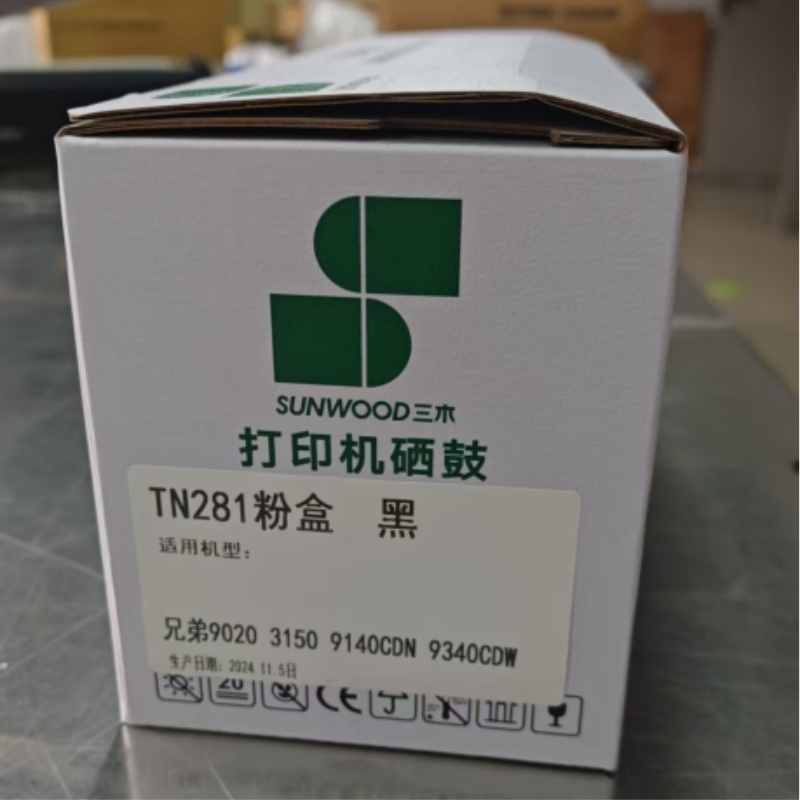 SUNWOOD三木
打印机硒鼓
TN281粉盒 黑
适用机型:
兄弟9020 3150 9140CDN 9340CDW
生产日期: 2024 11.5日
20
CE